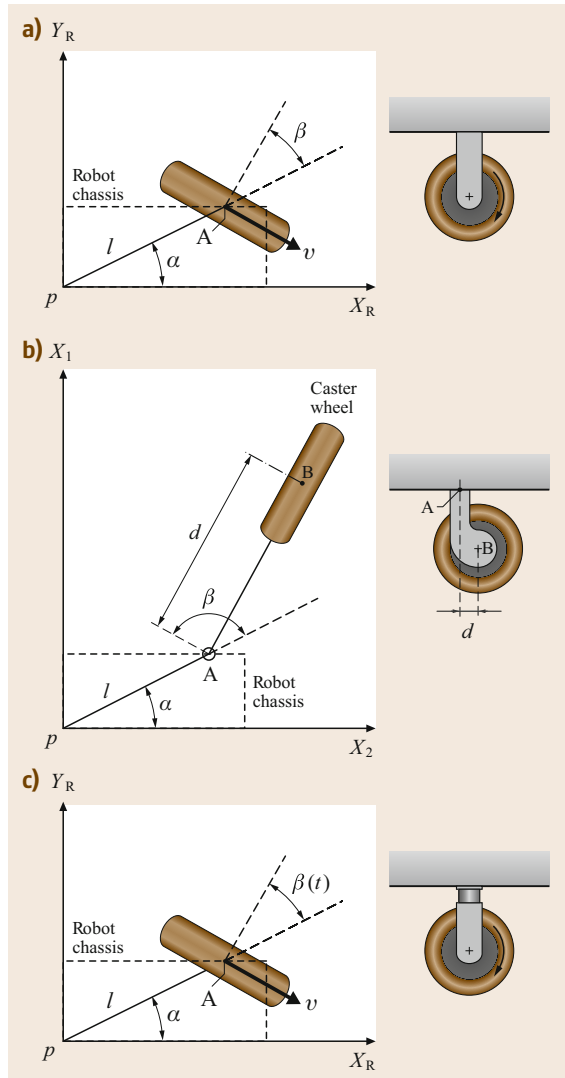 a) Y_R
β
Robot
chassis
A
v
l
α
p
X_R
b) X_1
Caster
wheel
B
d
β
A
l
α
Robot
chassis
p
X_2
A
B
d
c) Y_R
β(t)
Robot
chassis
A
v
l
α
p
X_R